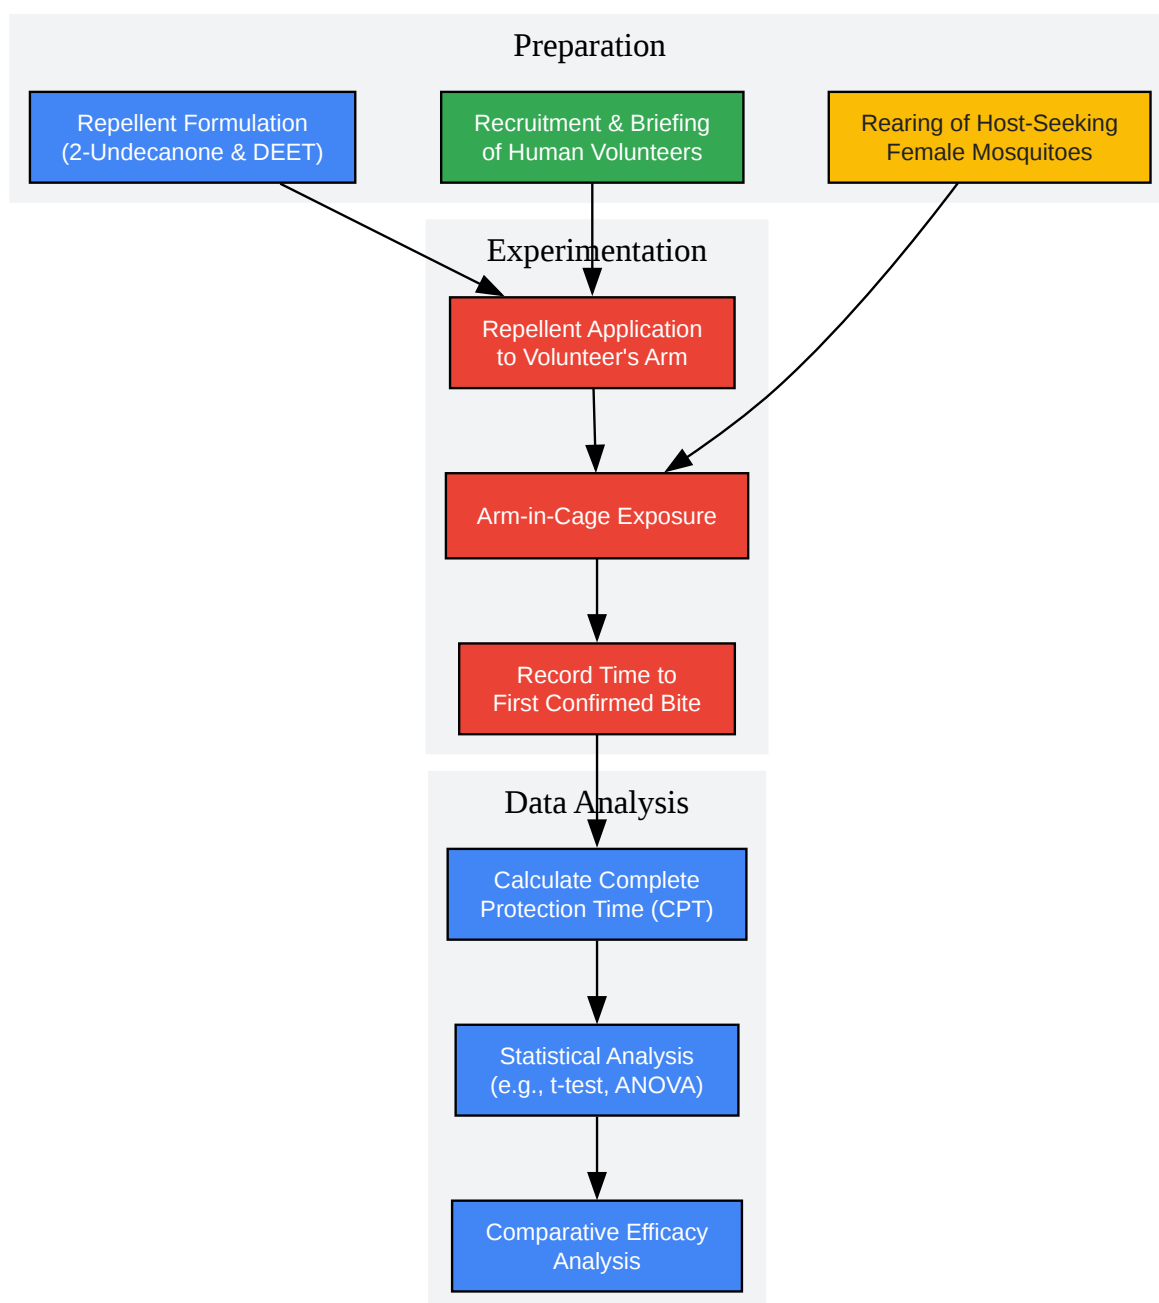 Preparation
Repellent Formulation
(2-Undecanone & DEET)
Recruitment & Briefing
of Human Volunteers
Rearing of Host-Seeking
Female Mosquitoes
Experimentation
Repellent Application
to Volunteer's Arm
Arm-in-Cage Exposure
Record Time to
First Confirmed Bite
Data Analysis
Calculate Complete
Protection Time (CPT)
Statistical Analysis
(e.g., t-test, ANOVA)
Comparative Efficacy
Analysis